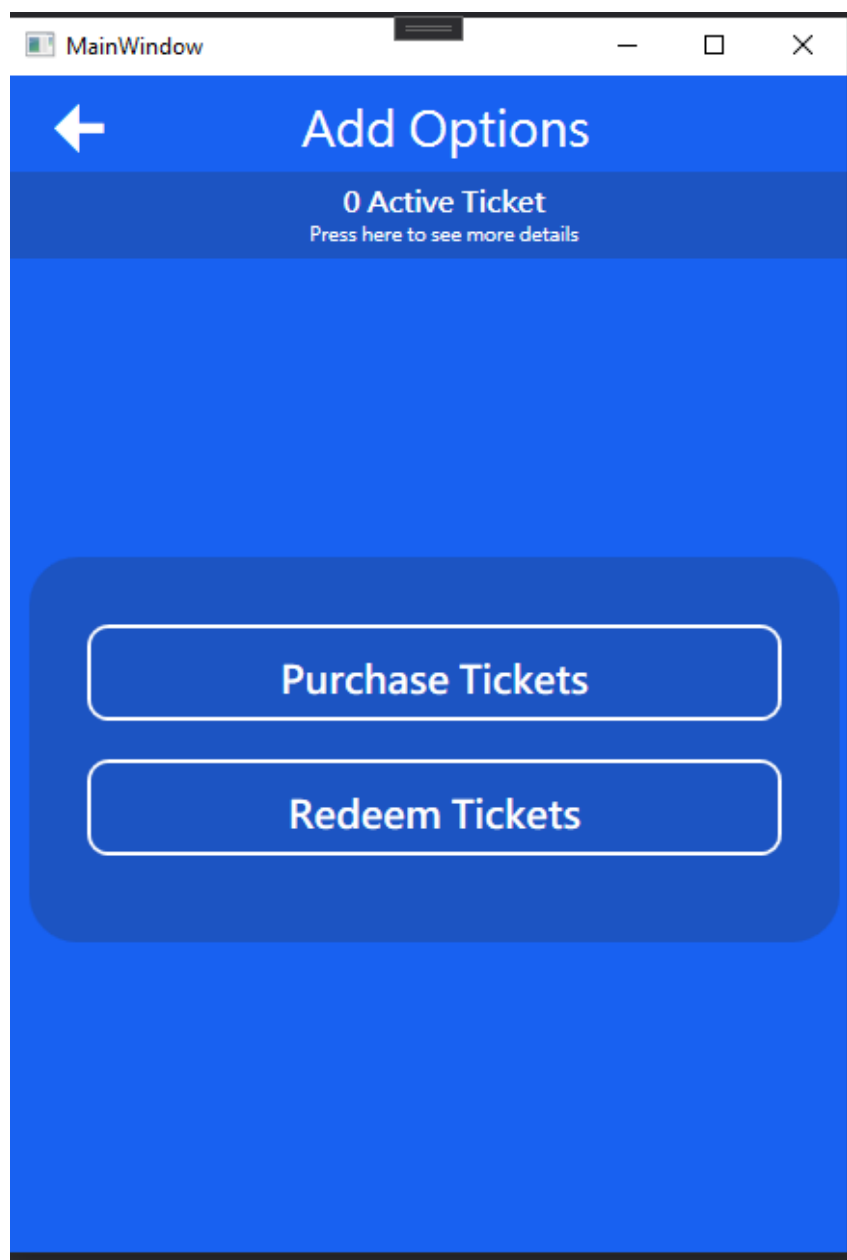 MainWindow
Add Options
0 Active Ticket
Press here to see more details
Purchase Tickets
Redeem Tickets